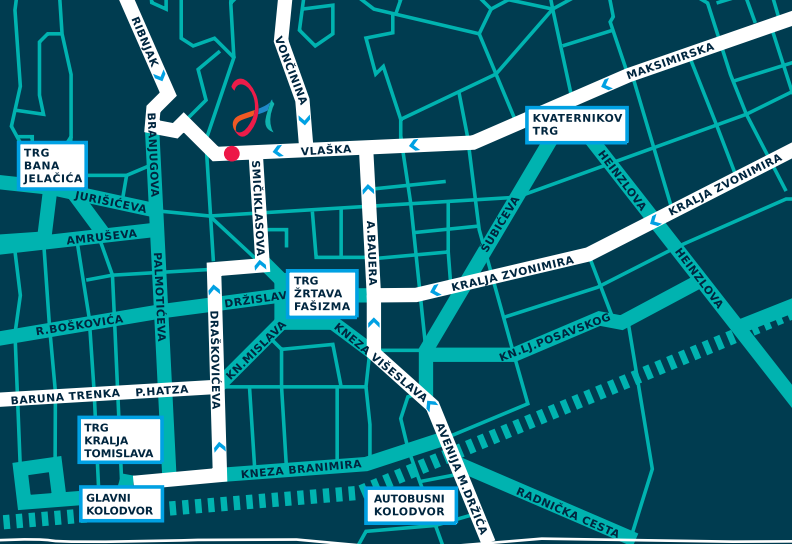 RIBNJAK
VONČININA
MAKSIMIRSKA
BRANJUGOVA
KVATERNIKOV
TRG
VLAŠKA
TRG
BANA
JELAČIĆA
JURIŠIĆEVA
AMRUŠEVA
SMIČIKLASOVA
A.BAUERA
ŠUBIĆEVA
HEINZLOVA
KRALJA ZVONIMIRA
KRALJA ZVONIMIRA
HEINZLOVA
PALMOTIĆEVA
TRG
ŽRTAVA
FAŠIZMA
DRŽISLAV
R.BOŠKOVIĆA
DRAŠKOVIĆEVA
KN.MISLAVA
KNEZA VIŠESLAVA
KN.LJ.POSAVSKOG
BARUNA TRENKA
P.HATZA
TRG
KRALJA
TOMISLAVA
KNEZA BRANIMIRA
GLAVNI
KOLODVOR
AUTOBUSNI
KOLODVOR
AVENIJA M.DRŽIĆA
RADNIČKA CESTA